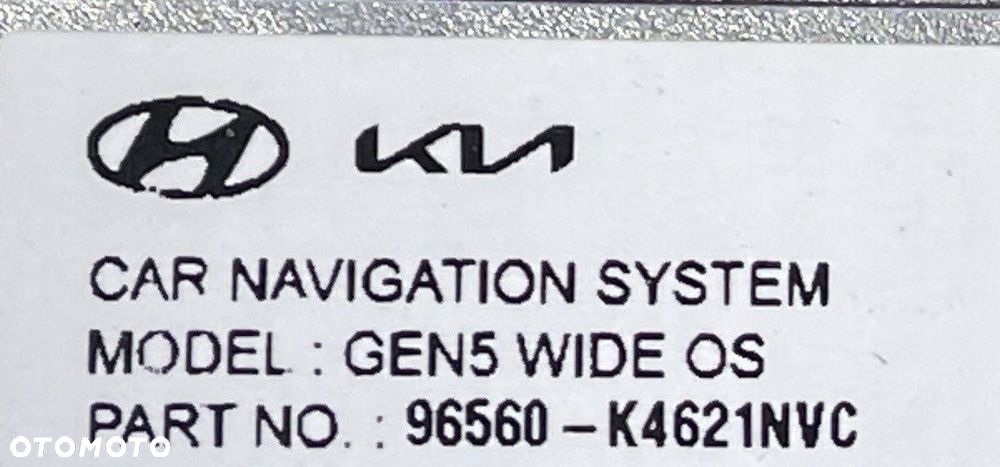 KIA
CAR NAVIGATION SYSTEM
MODEL : GEN5 WIDE OS
PART NO. : 96560-K4621NVC
OTOMOTO